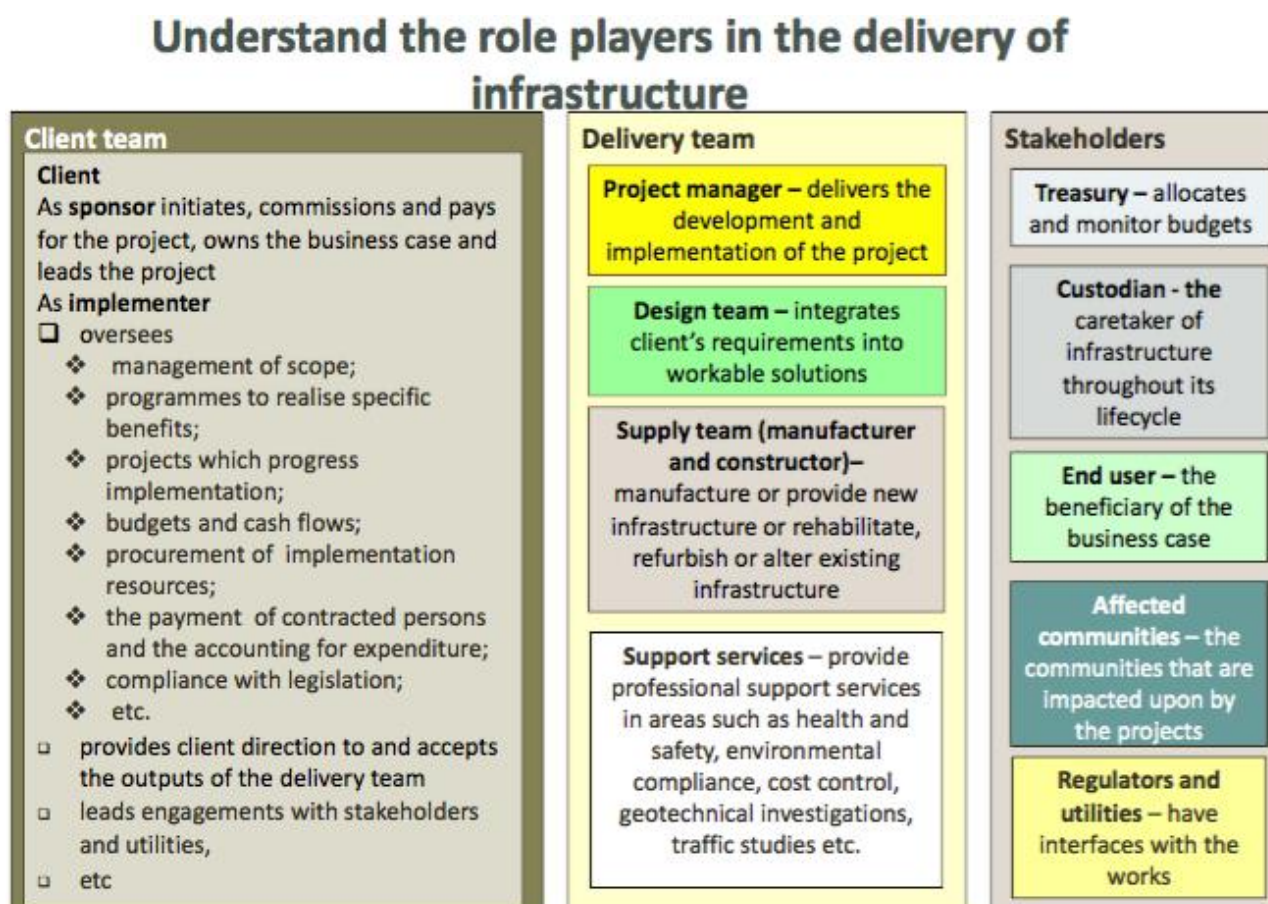 Understand the role players in the delivery of
infrastructure
Client team
Client
As sponsor initiates, commissions and pays
for the project, owns the business case and
leads the project
As implementer
❑ oversees
❖ management of scope;
❖ programmes to realise specific
benefits;
❖ projects which progress
implementation;
❖ budgets and cash flows;
❖ procurement of implementation
resources;
❖ the payment of contracted persons
and the accounting for expenditure;
❖ compliance with legislation;
❖ etc.
❑ provides client direction to and accepts
the outputs of the delivery team
❑ leads engagements with stakeholders
and utilities,
❑ etc
Delivery team
Project manager – delivers the
development and
implementation of the project
Design team – integrates
client's requirements into
workable solutions
Supply team (manufacturer
and constructor)–
manufacture or provide new
infrastructure or rehabilitate,
refurbish or alter existing
infrastructure
Support services – provide
professional support services
in areas such as health and
safety, environmental
compliance, cost control,
geotechnical investigations,
traffic studies etc.
Stakeholders
Treasury – allocates
and monitor budgets
Custodian - the
caretaker of
infrastructure
throughout its
lifecycle
End user – the
beneficiary of the
business case
Affected
communities – the
communities that are
impacted upon by
the projects
Regulators and
utilities – have
interfaces with the
works